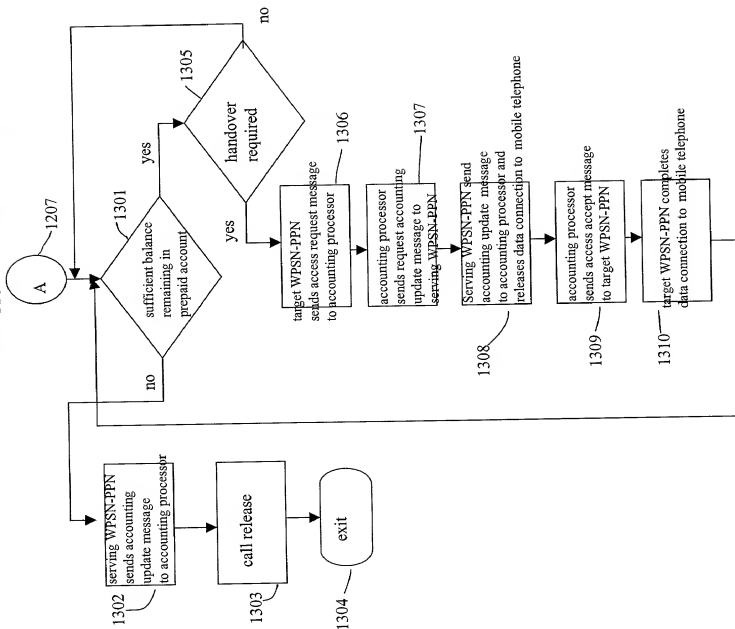 1207
A
1301
sufficient balance
remaining in
prepaid account
yes
no
1305
handover
required
no
yes
1306
target WPSN-PPN
sends access request message
to accounting processor
1307
accounting processor
sends request accounting
update message to
serving WPSN-PPN
Serving WPSN-PPN send
accounting update message
to accounting processor and
releases data connection to mobile telephone
1308
accounting processor
sends access accept message
to target WPSN-PPN
1309
target WPSN-PPN completes
data connection to mobile telephone
1310
serving WPSN-PPN
sends accounting
update message
to accounting processor
1302
call release
1303
exit
1304